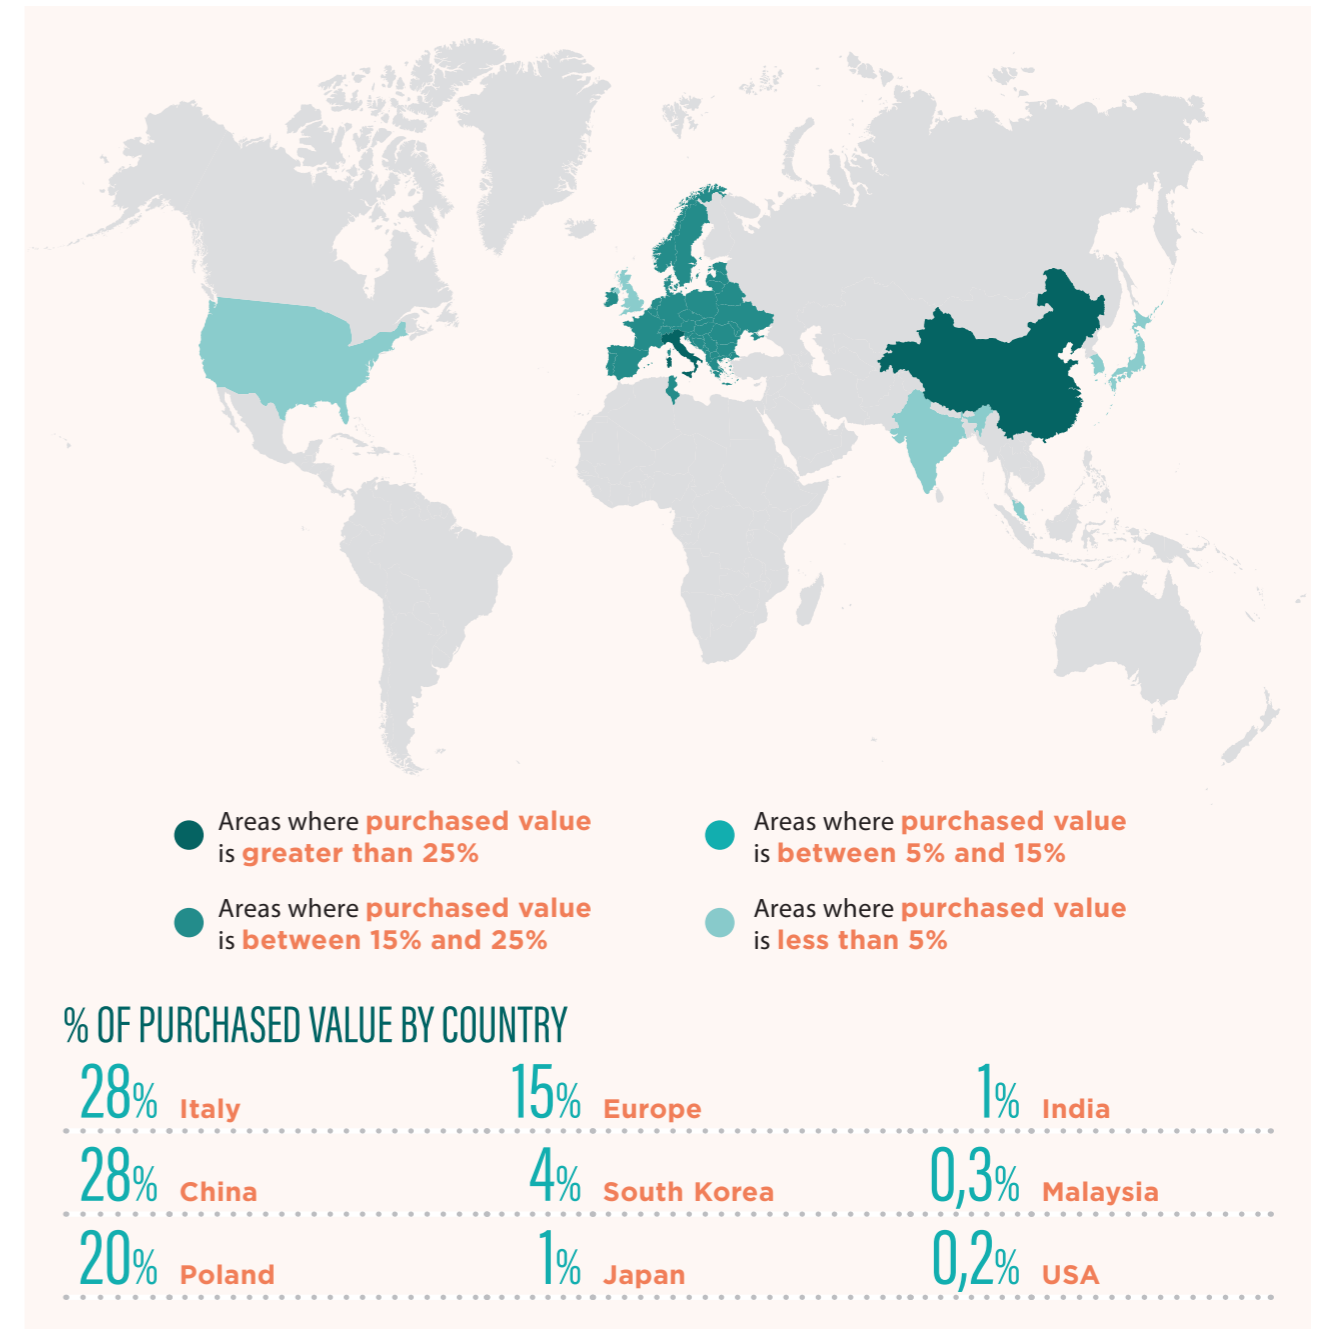 Areas where purchased value
is greater than 25%
Areas where purchased value
is between 15% and 25%
Areas where purchased value
is between 5% and 15%
Areas where purchased value
is less than 5%
% OF PURCHASED VALUE BY COUNTRY
28% Italy
28% China
20% Poland
15% Europe
4% South Korea
1% Japan
1% India
0,3% Malaysia
0,2% USA